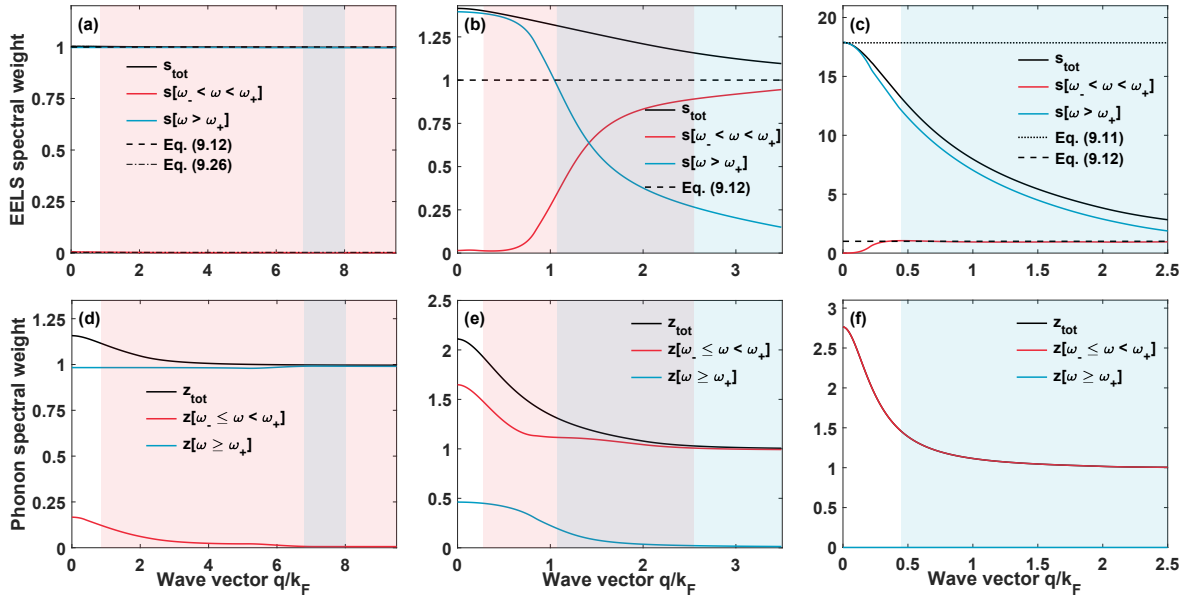 (a)
EELS spectral weight
1
0.75
0.5
0.25
0
s_tot
s[ω_- < ω < ω_+]
s[ω > ω_+]
Eq. (9.12)
Eq. (9.26)
0 2 4 6 8
(b)
1.25
1
0.75
0.5
0.25
0
s_tot
s[ω_- < ω < ω_+]
s[ω > ω_+]
Eq. (9.12)
0 1 2 3
(c)
20
15
10
5
0
s_tot
s[ω_- < ω < ω_+]
s[ω > ω_+]
Eq. (9.11)
Eq. (9.12)
0 0.5 1 1.5 2 2.5
(d)
Phonon spectral weight
1.25
1
0.75
0.5
0.25
0
z_tot
z[ω_- ≤ ω < ω_+]
z[ω ≥ ω_+]
0 2 4 6 8
Wave vector q/k_F
(e)
2.5
2
1.5
1
0.5
0
z_tot
z[ω_- ≤ ω < ω_+]
z[ω ≥ ω_+]
0 1 2 3
Wave vector q/k_F
(f)
3
2.5
2
1.5
1
0.5
0
z_tot
z[ω_- ≤ ω < ω_+]
z[ω ≥ ω_+]
0 0.5 1 1.5 2 2.5
Wave vector q/k_F